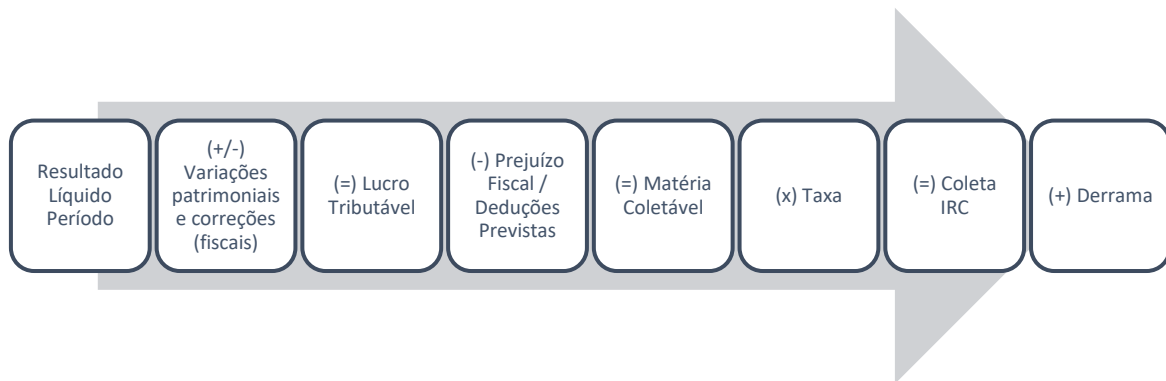 Resultado
Líquido
Período
(+/-)
Variações
patrimoniais
e correções
(fiscais)
(=) Lucro
Tributável
(-) Prejuízo
Fiscal /
Deduções
Previstas
(=) Matéria
Coletável
(x) Taxa
(=) Coleta
IRC
(+) Derrama